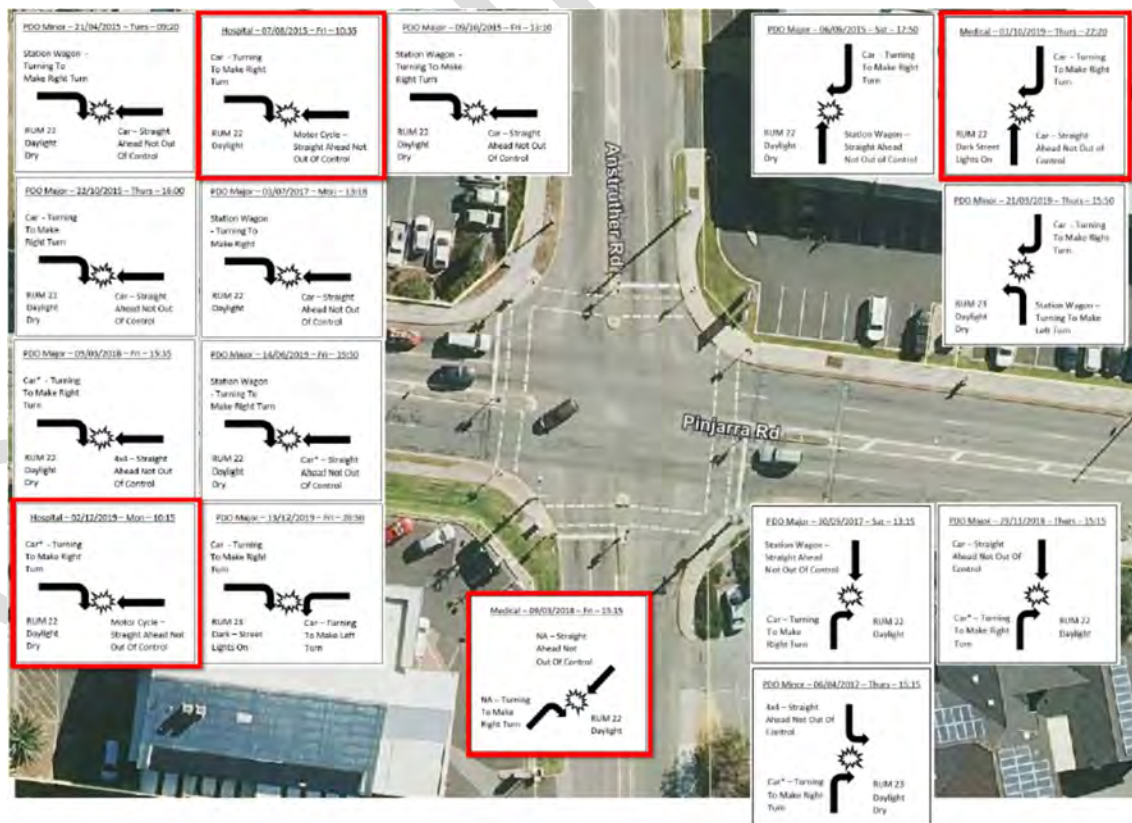 PDO Minor – 21/04/2015 – Tues – 09:20
Station Wagon -
Turning To
Make Right Turn
RUM 22
Daylight
Dry
Car – Straight
Ahead Not Out
Of Control
Hospital – 07/08/2015 – Fri – 10:35
Car - Turning
To Make Right
Turn
RUM 22
Daylight
Motor Cycle –
Straight Ahead Not
Out Of Control
PDO Major – 09/10/2015 – Fri – 13:10
Station Wagon -
Turning To Make
Right Turn
RUM 22
Daylight
Dry
Car – Straight
Ahead Not Out
Of Control
PDO Major – 06/06/2015 – Sat – 12:50
Car - Turning
To Make Right
Turn
RUM 22
Daylight
Dry
Station Wagon –
Straight Ahead
Not Out of Control
Medical – 03/10/2019 – Thurs – 22:20
Car - Turning
To Make Right
Turn
RUM 22
Dark Street
Lights On
Car – Straight
Ahead Not Out of
Control
PDO Major – 22/10/2015 – Thurs – 16:00
Car - Turning
To Make
Right Turn
Daylight
Dry
Car – Straight
Ahead Not Out
Of Control
PDO Major – 03/07/2017 – Mon – 13:18
Station Wagon
- Turning To
Make Right
RUM 22
Daylight
Car – Straight
Ahead Not Out
Of Control
PDO Minor – 21/03/2019 – Thurs – 15:50
Car - Turning
To Make Right
Turn
RUM 23
Daylight
Dry
Station Wagon –
Turning To Make
Left Turn
Anstruther Rd
Pinjarra Rd
Fri – 15:35
Car* - Turning
To Make Right
Turn
RUM 22
Daylight
Dry
4x4 – Straight
Ahead Not Out
Of Control
PDO Major – 14/06/2019 – Fri –
Station Wagon
- Turning To
Make Right Turn
RUM 22
Daylight
Dry
Car* – Straight
Ahead Not Out
Of Control
Hospital – 02/12/2019 – Mon – 10:15
Car* - Turning
To Make Right
Turn
RUM 22
Daylight
Dry
Motor Cycle –
Straight Ahead Not
Out Of Control
PDO Major – 13/12/2019 – Fri –
Car - Turning
To Make Right
Turn
RUM 23
Dark – Street
Lights On
Car – Turning
To Make Left
Turn
Medical – 09/03/2018 – Fri – 15:15
NA – Straight
Ahead Not
Out Of Control
NA – Turning
To Make
Right Turn
RUM 22
Daylight
PDO Major – 30/09/2017 – Sat – 13:15
Station Wagon –
Straight Ahead
Not Out Of Control
Car – Turning
To Make
Right Turn
RUM 22
Daylight
PDO Major – Thurs – 15:15
Car – Straight
Ahead Not Out Of
Control
Car* – Turning
To Make Right
Turn
RUM 22
Daylight
PDO Minor – 06/04/2017 – Thurs – 15:15
4x4 – Straight
Ahead Not Out Of
Control
Car* – Turning
To Make Right
Turn
RUM 23
Daylight
Dry